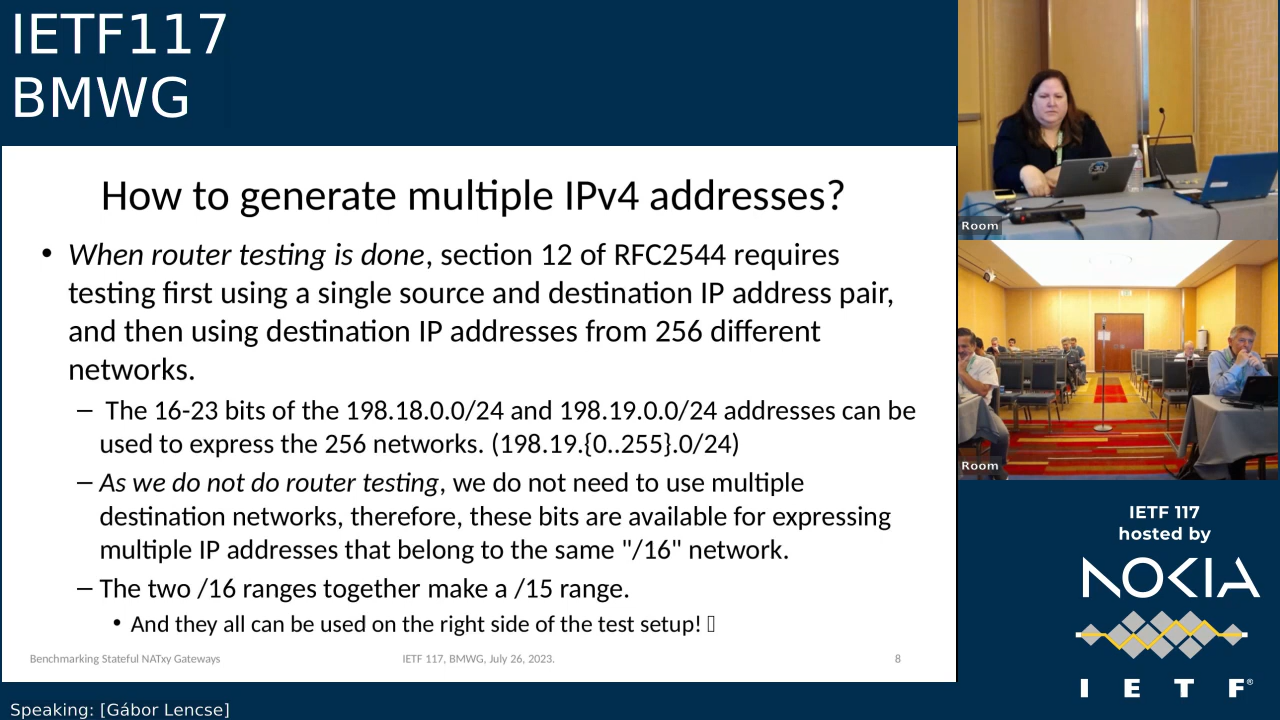 IETF117
BMWG
How to generate multiple IPv4 addresses?
• When router testing is done, section 12 of RFC2544 requires
testing first using a single source and destination IP address pair,
and then using destination IP addresses from 256 different
networks.
– The 16-23 bits of the 198.18.0.0/24 and 198.19.0.0/24 addresses can be
used to express the 256 networks. (198.19.{0..255}.0/24)
– As we do not do router testing, we do not need to use multiple
destination networks, therefore, these bits are available for expressing
multiple IP addresses that belong to the same "/16" network.
– The two /16 ranges together make a /15 range.
• And they all can be used on the right side of the test setup!
Benchmarking Stateful NATxy Gateways
IETF 117, BMWG, July 26, 2023.
8
Speaking: [Gábor Lencse]
Room
Room
IETF 117
hosted by
NOKIA
I E T F®